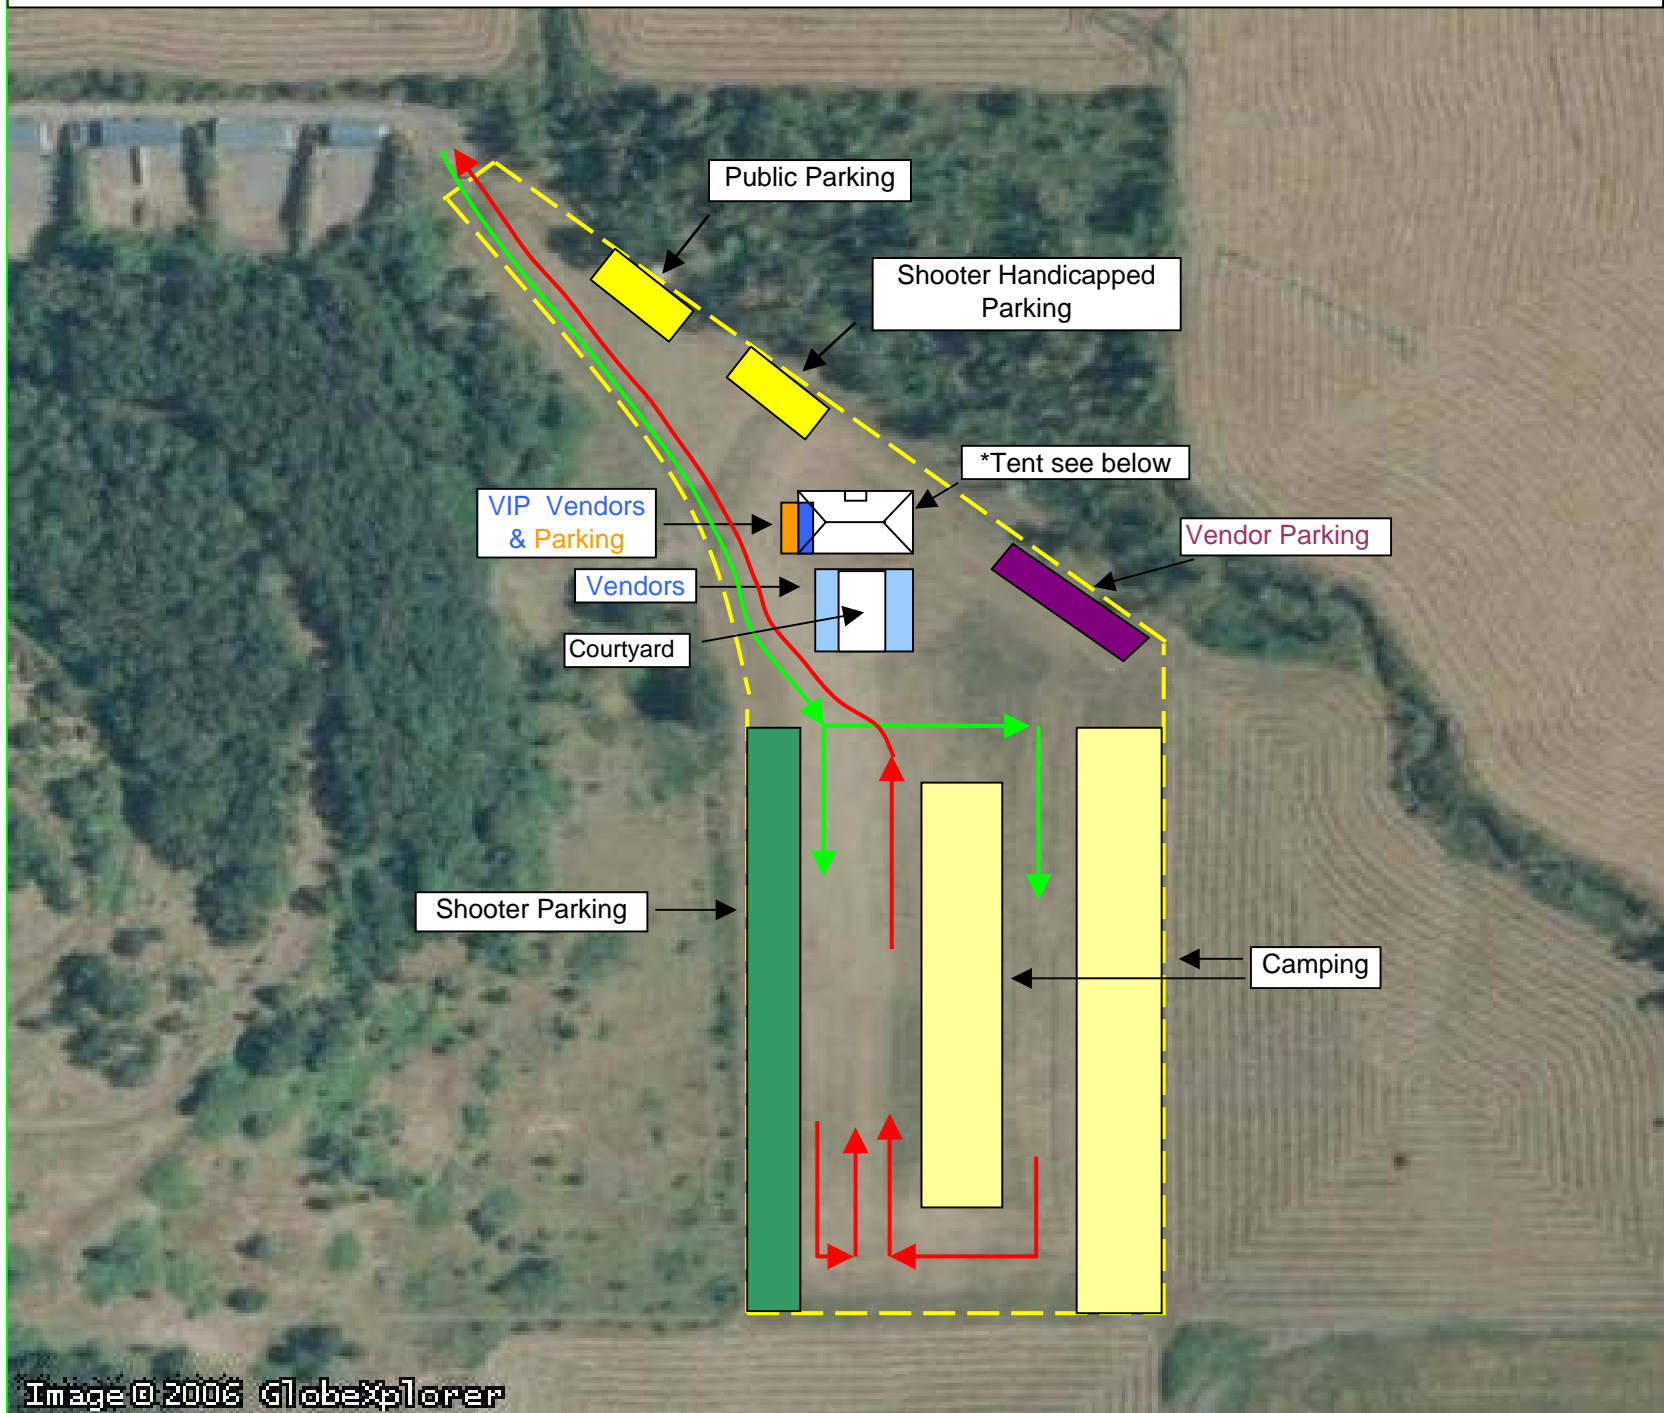 Public Parking
Shooter Handicapped
Parking
*Tent see below
VIP Vendors
& Parking
Vendor Parking
Vendors
Courtyard
Shooter Parking
Camping
Image © 2006 GlobeXplorer